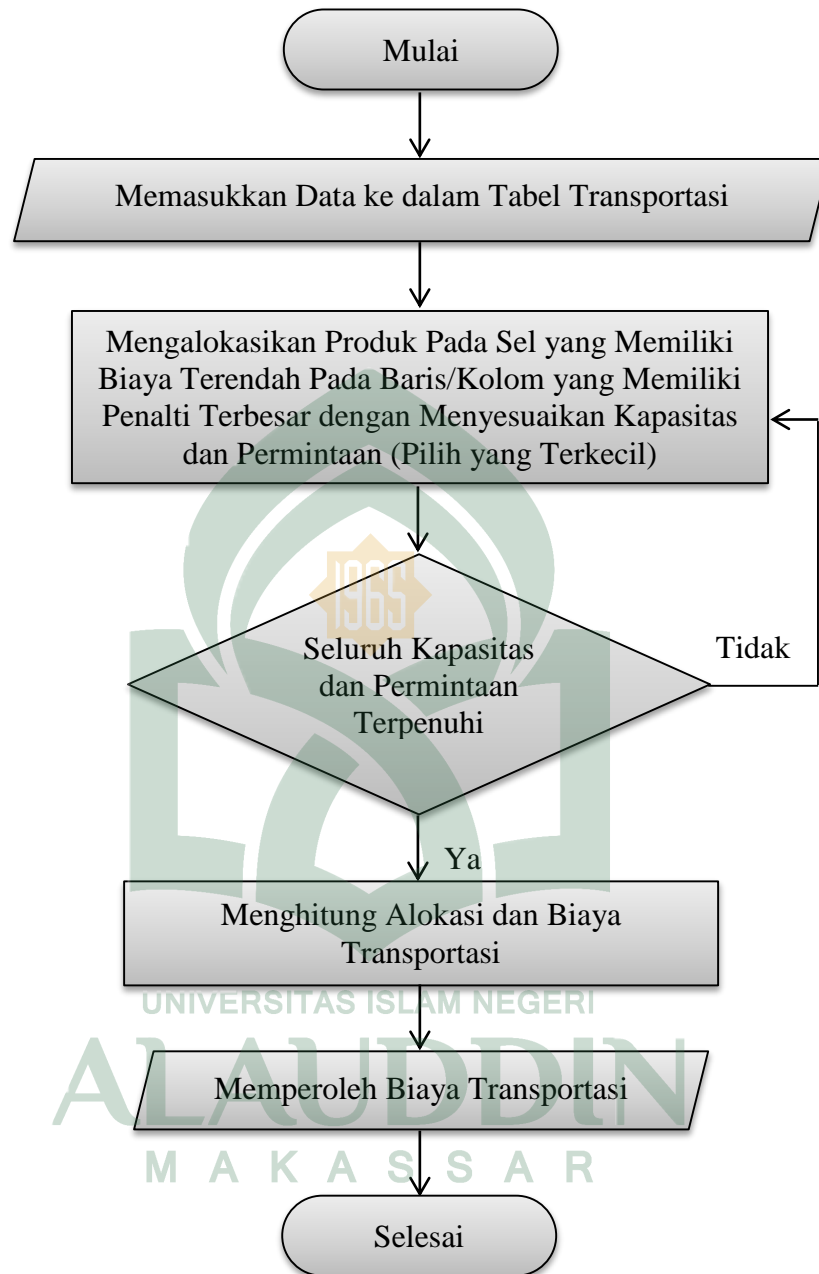 Mulai
Memasukkan Data ke dalam Tabel Transportasi
Mengalokasikan Produk Pada Sel yang Memiliki
Biaya Terendah Pada Baris/Kolom yang Memiliki
Penalti Terbesar dengan Menyesuaikan Kapasitas
dan Permintaan (Pilih yang Terkecil)
1965
Seluruh Kapasitas
dan Permintaan
Terpenuhi
Tidak
Ya
Menghitung Alokasi dan Biaya
Transportasi
UNIVERSITAS ISLAM NEGERI
ALAUDDIN
Memperoleh Biaya Transportasi
MAKASSAR
Selesai